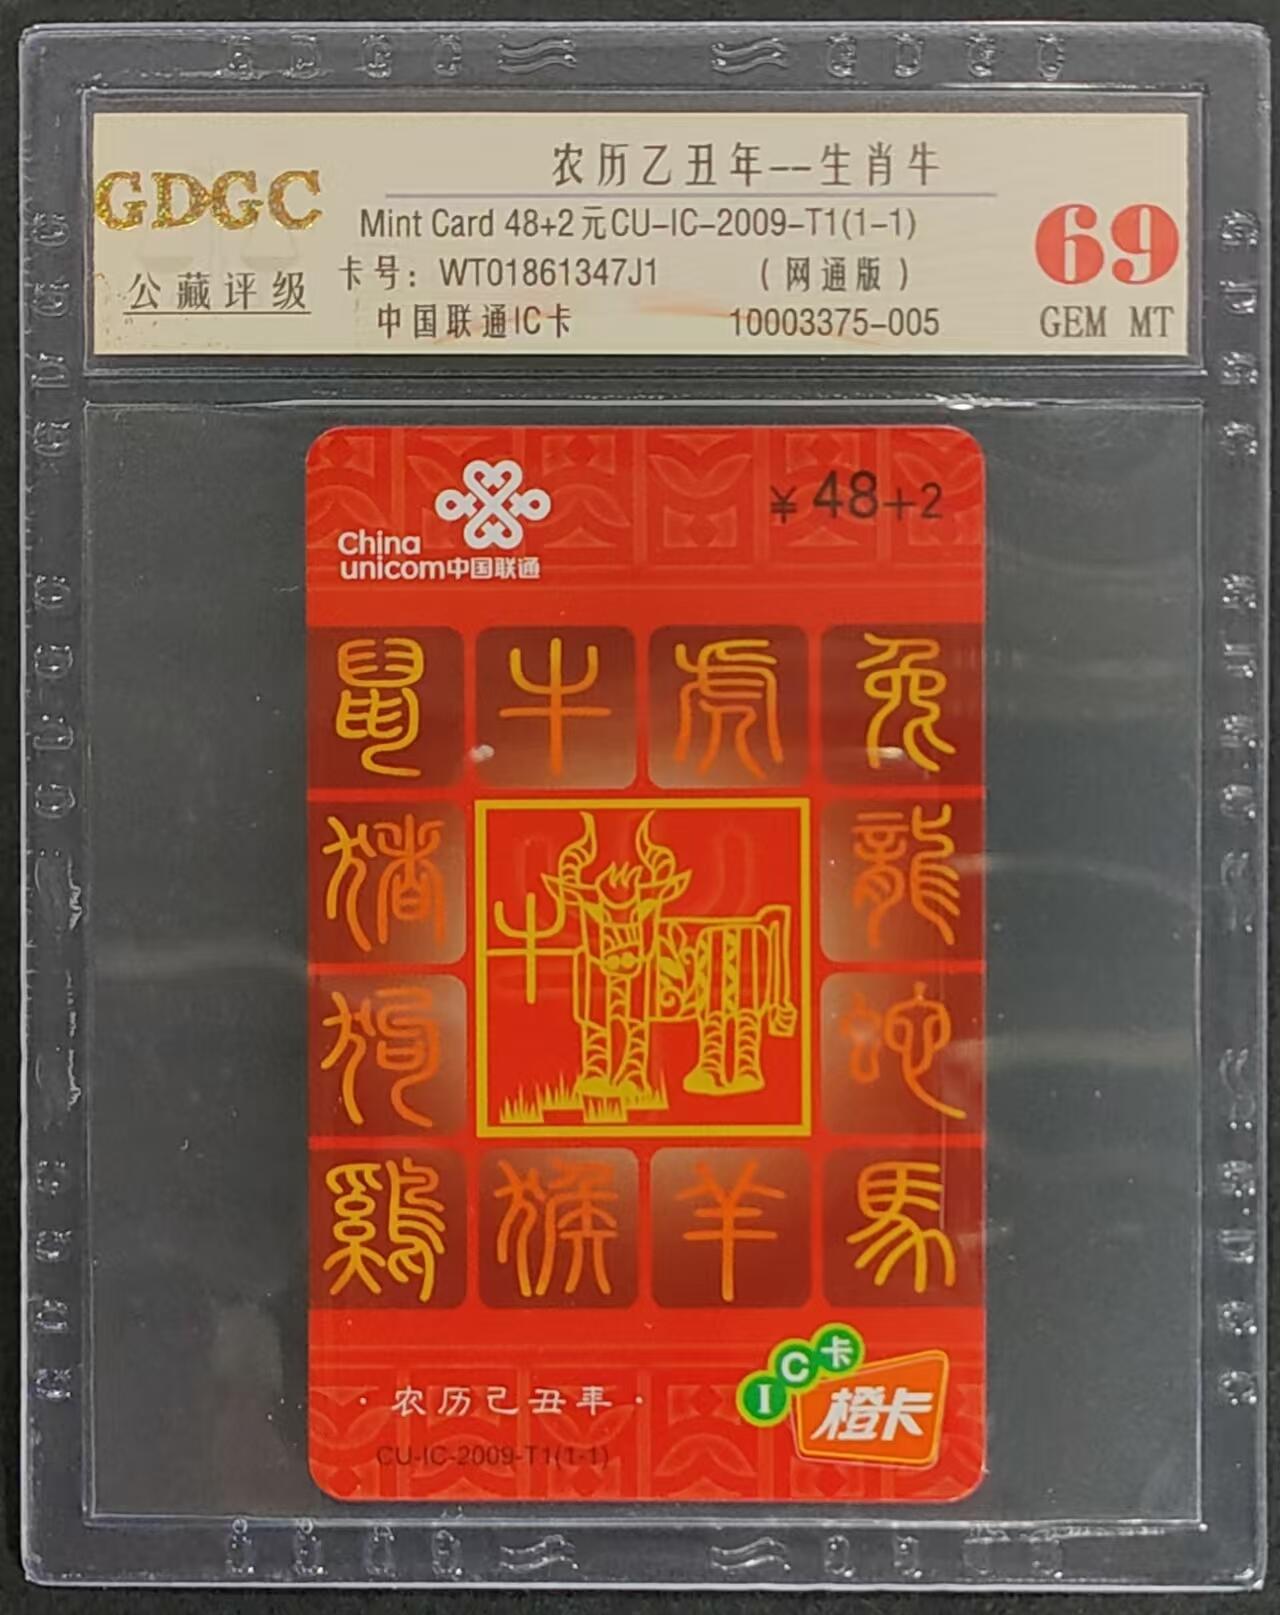 GDGC
公藏评级
农历乙丑年--生肖牛
Mint Card 48+2元CU-IC-2009-T1(1-1)
卡号：WT01861347J1 （网通版）
中国联通IC卡 10003375-005
69
GEM MT
China
unicom中国联通
¥ 48+2
鼠 牛 虎 兔
猪 龍
牛
狗 蛇
鷄 猴 羊 馬
·农历己丑年·
CU-IC-2009-T1(1-1)
IC卡
橙卡